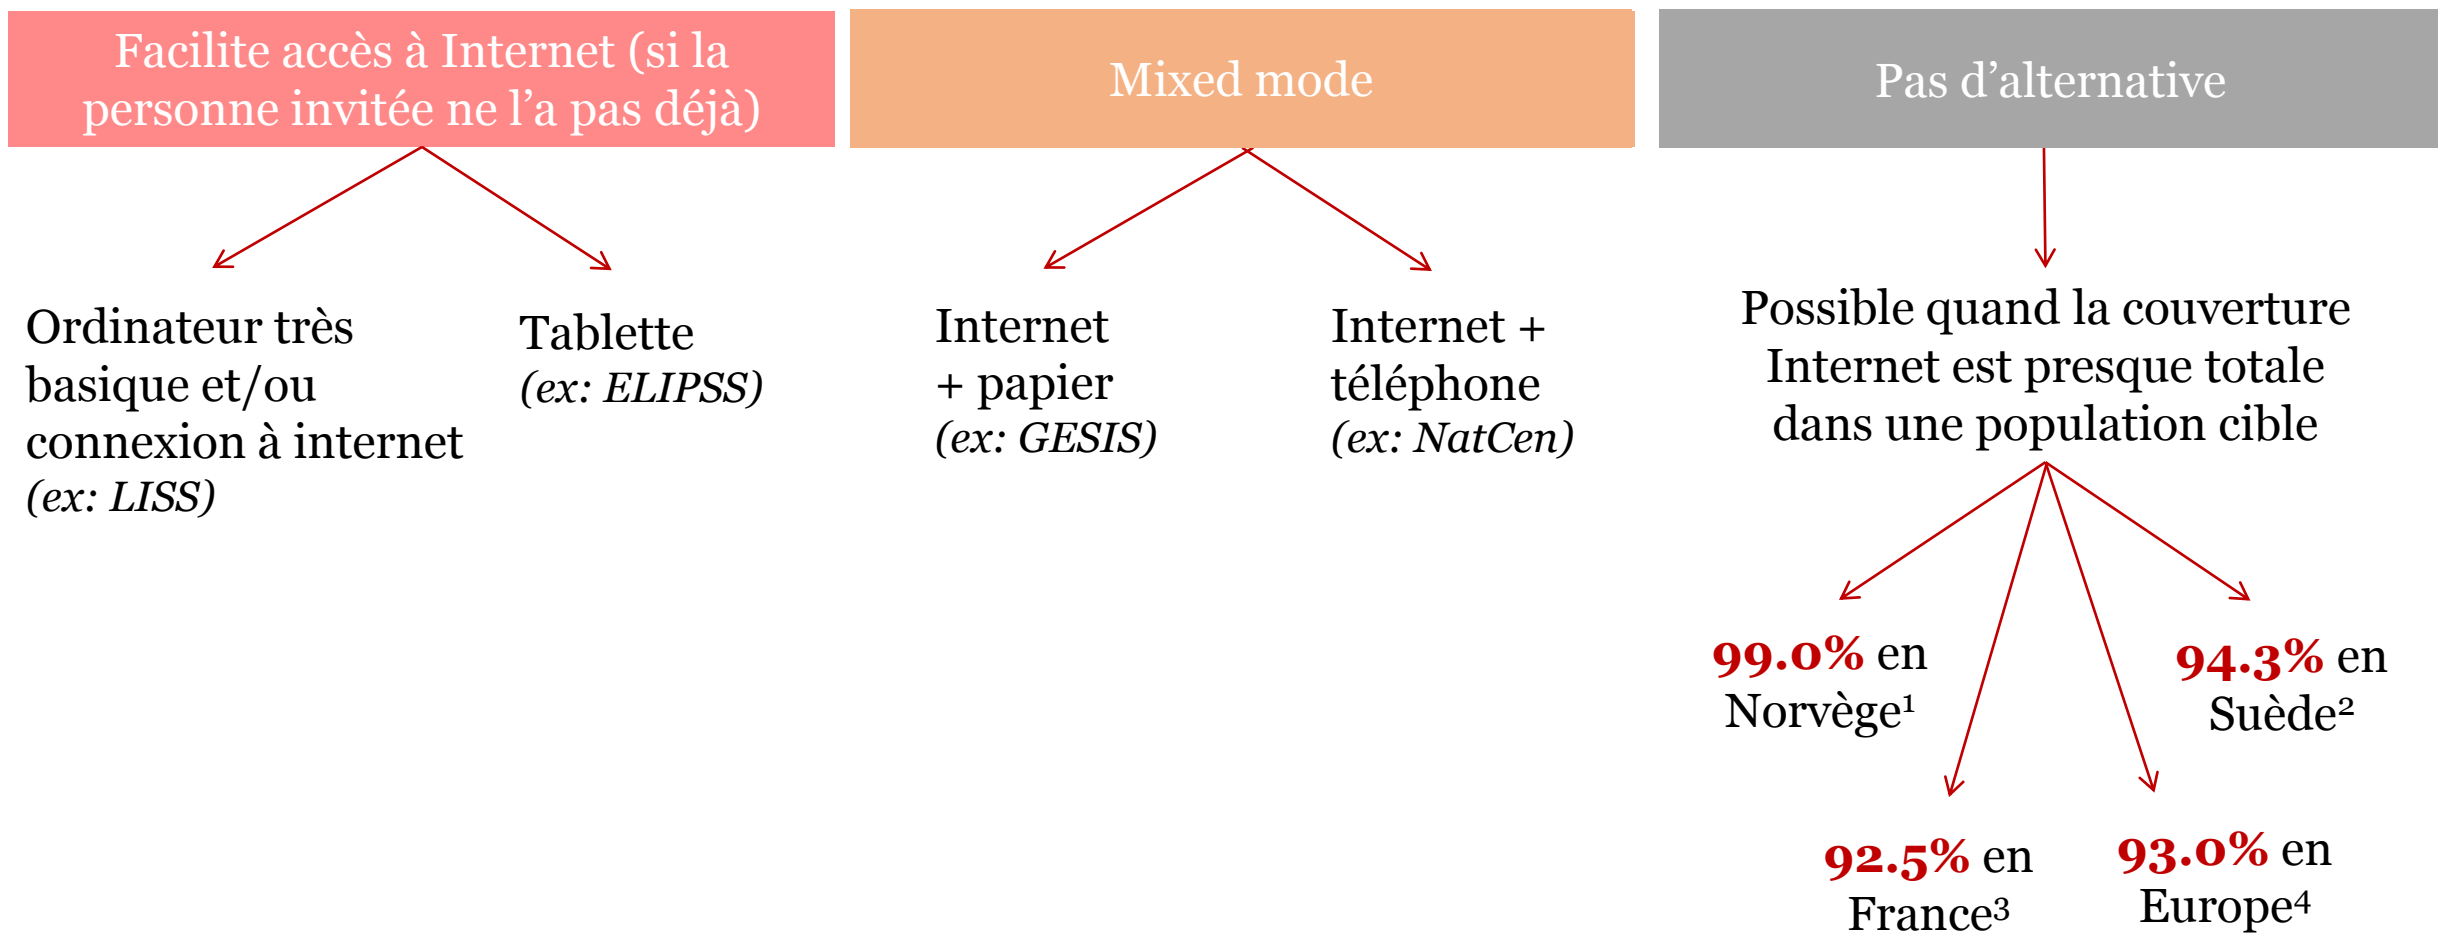 Facilite accès à Internet (si la
personne invitée ne l’a pas déjà)
Mixed mode
Pas d’alternative
Ordinateur très
basique et/ou
connexion à internet
(ex: LISS)
Tablette
(ex: ELIPSS)
Internet
+ papier
(ex: GESIS)
Internet +
téléphone
(ex: NatCen)
Possible quand la couverture
Internet est presque totale
dans une population cible
99.0% en
Norvège¹
94.3% en
Suède²
92.5% en
France³
93.0% en
Europe⁴